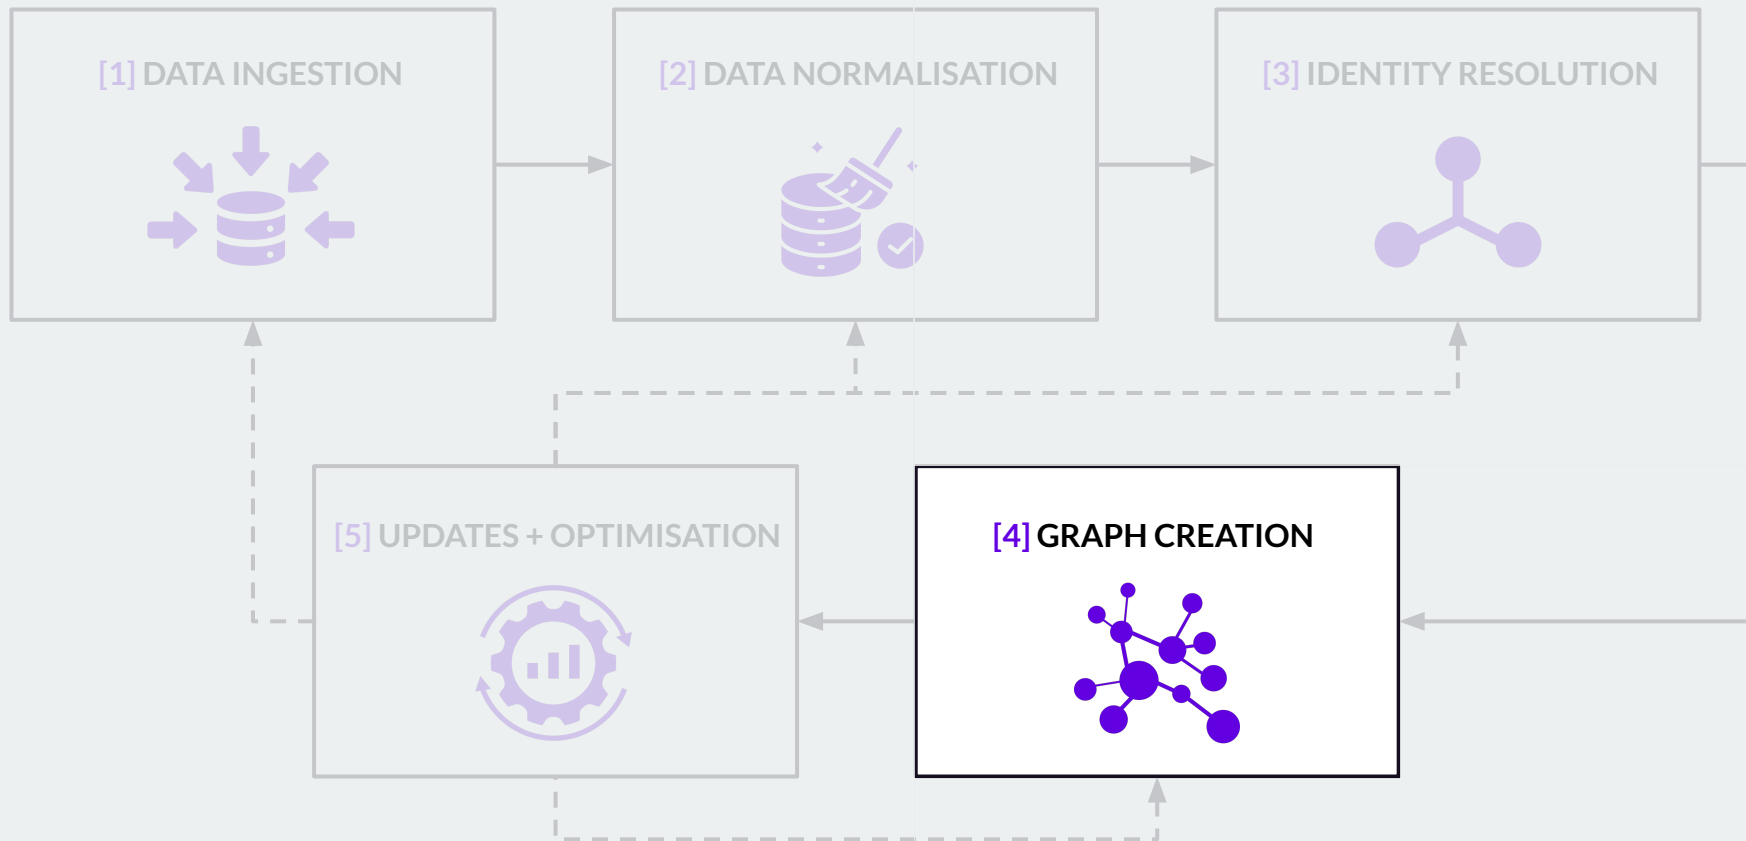 [1] DATA INGESTION
[2] DATA NORMALISATION
[3] IDENTITY RESOLUTION
[5] UPDATES + OPTIMISATION
[4] GRAPH CREATION